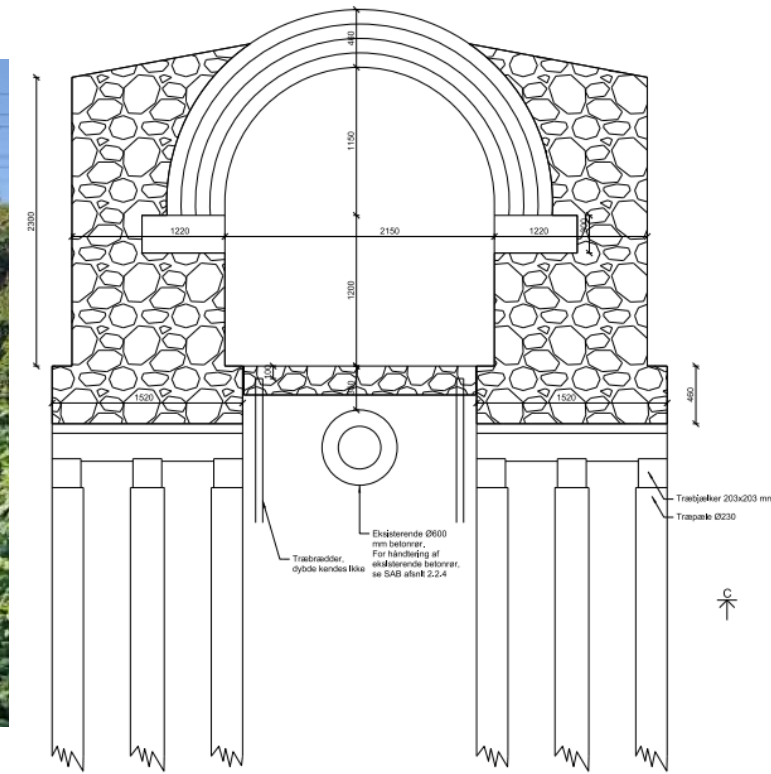 1150
2300
1220
2150
1220
1200
1520
1520
460
Træbjælker 203x203 mm
Træpæle Ø230
Træbrædder,
dybde kendes ikke
Eksisterende Ø600
mm betonrør,
For håndtering af
eksisterende betonrør,
se SAB afsnit 2.2.4
C